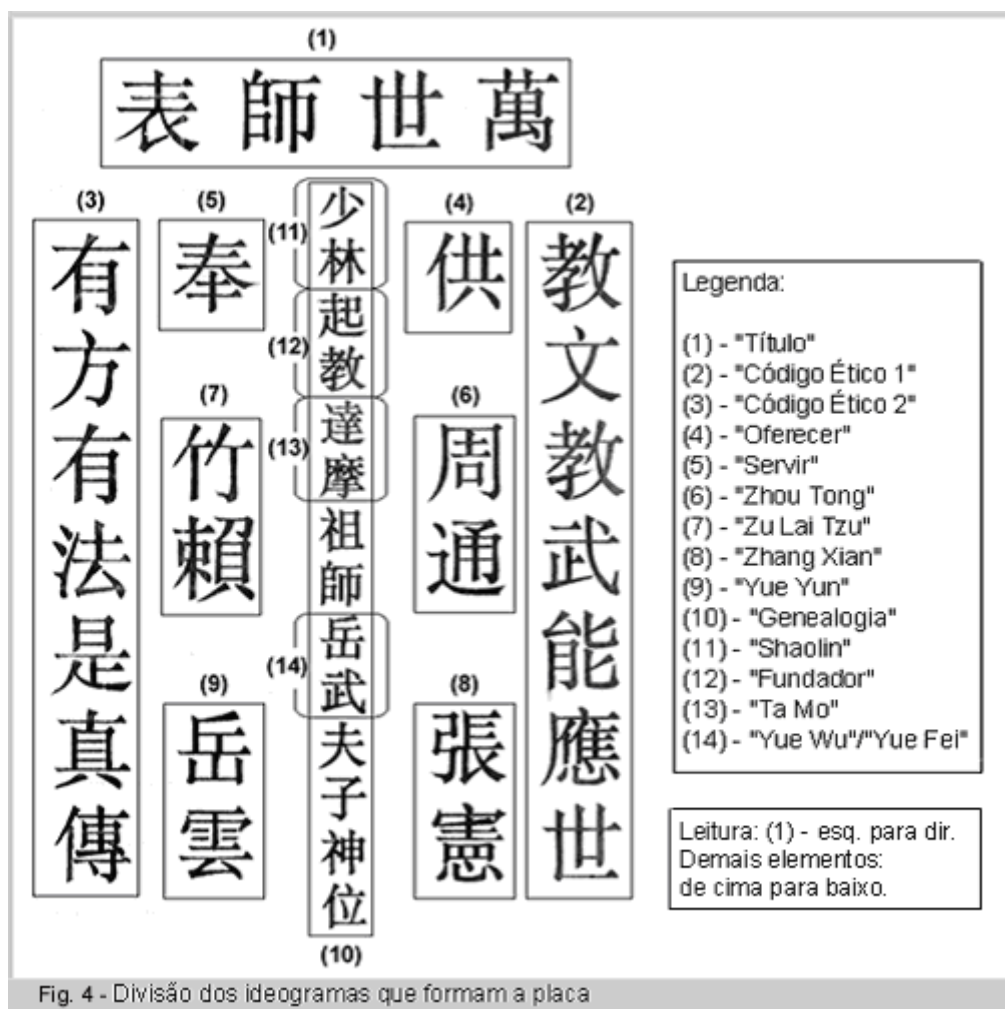 (1)
萬世師表
(2)
教文教武能應世
(4)
供
(6)
周通
(8)
張憲
(11)
(12)
(13)
(14)
少林起教達摩祖師岳武夫子神位
(10)
(5)
奉
(7)
竹賴
(9)
岳雲
(3)
有方有法是真傳
Legenda:
(1) - "Título"
(2) - "Código Ético 1"
(3) - "Código Ético 2"
(4) - "Oferecer"
(5) - "Servir"
(6) - "Zhou Tong"
(7) - "Zu Lai Tzu"
(8) - "Zhang Xian"
(9) - "Yue Yun"
(10) - "Genealogia"
(11) - "Shaolin"
(12) - "Fundador"
(13) - "Ta Mo"
(14) - "Yue Wu"/"Yue Fei"
Leitura: (1) - esq. para dir.
Demais elementos:
de cima para baixo.
Fig. 4 - Divisão dos ideogramas que formam a placa